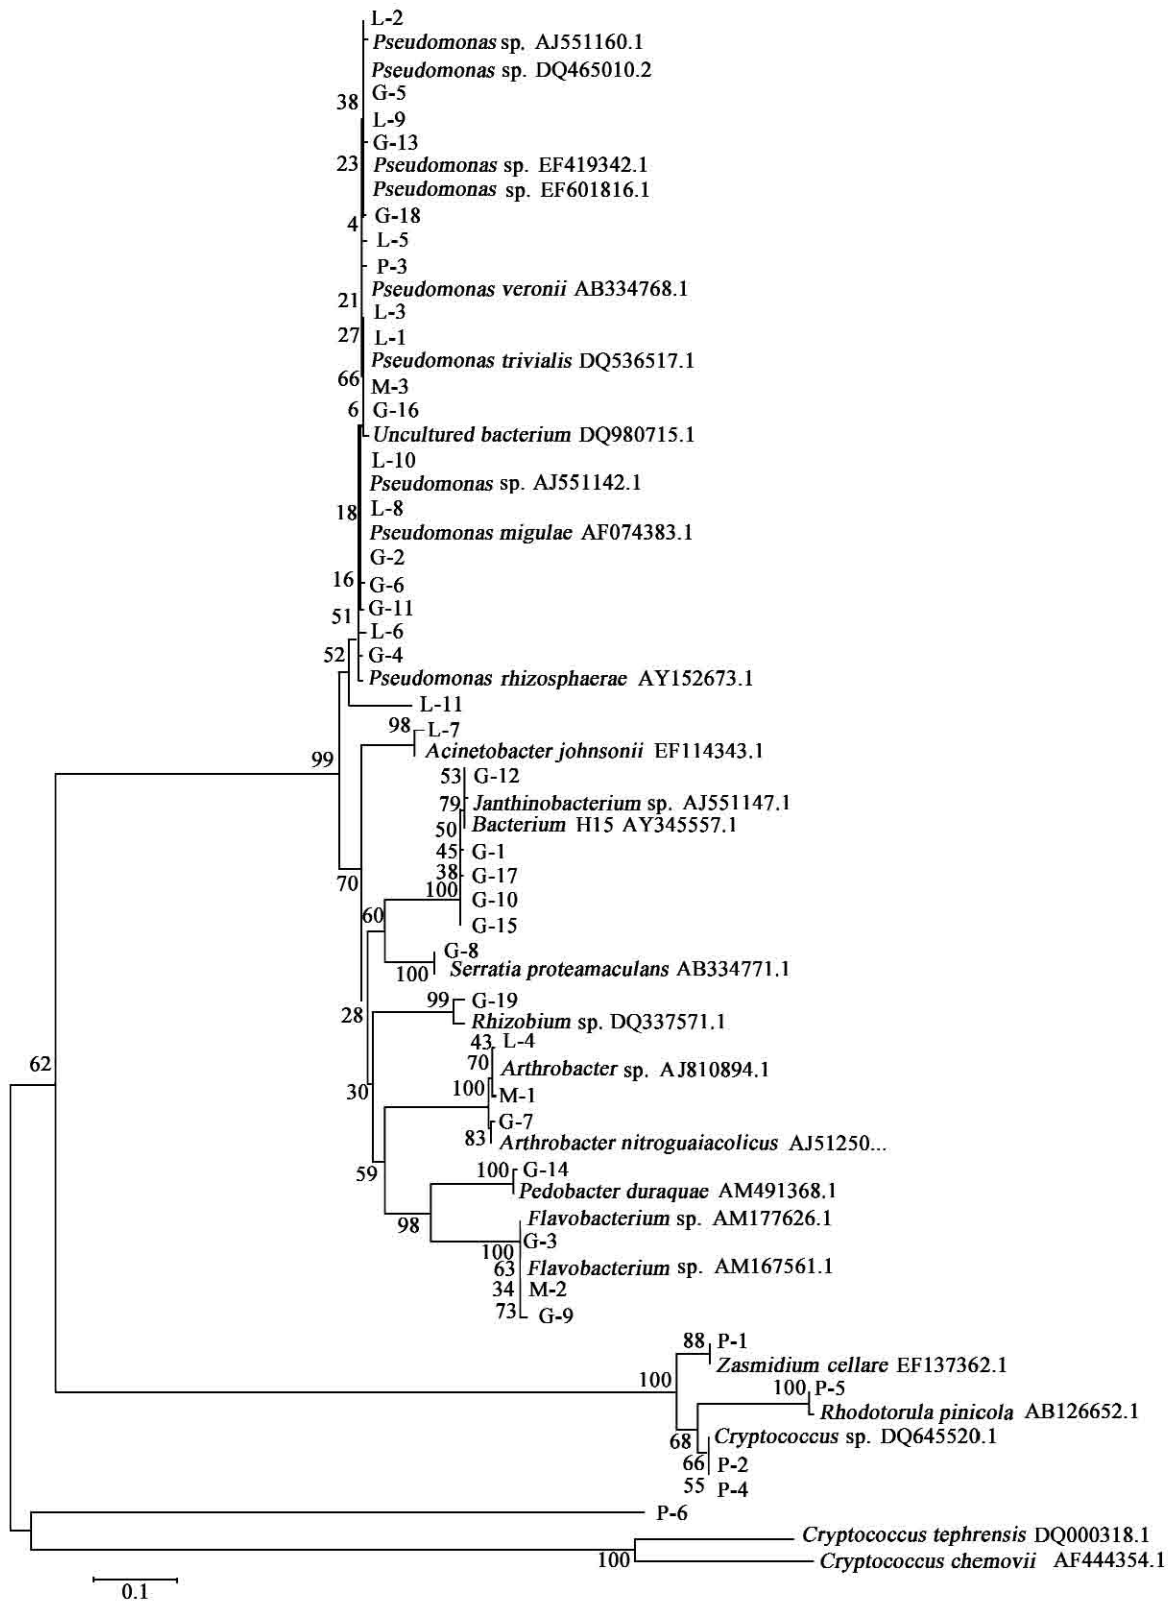 L-2
Pseudomonas sp. AJ551160.1
Pseudomonas sp. DQ465010.2
G-5
38
L-9
G-13
23 Pseudomonas sp. EF419342.1
Pseudomonas sp. EF601816.1
G-18
4
L-5
P-3
Pseudomonas veronii AB334768.1
21
L-3
27 L-1
Pseudomonas trivialis DQ536517.1
66
M-3
6 G-16
Uncultured bacterium DQ980715.1
L-10
Pseudomonas sp. AJ551142.1
18 L-8
Pseudomonas migulae AF074383.1
G-2
16 G-6
G-11
51
L-6
52 G-4
Pseudomonas rhizosphaerae AY152673.1
L-11
98 L-7
Acinetobacter johnsonii EF114343.1
99
53 G-12
79 Janthinobacterium sp. AJ551147.1
50 Bacterium H15 AY345557.1
45 G-1
38 G-17
70
100 G-10
60
G-15
G-8
100 Serratia proteamaculans AB334771.1
99 G-19
28
Rhizobium sp. DQ337571.1
43 L-4
62
70 Arthrobacter sp. AJ810894.1
100 M-1
30
G-7
83 Arthrobacter nitroguaiacolicus AJ51250...
59
100 G-14
Pedobacter duraquae AM491368.1
98
Flavobacterium sp. AM177626.1
G-3
100
63 Flavobacterium sp. AM167561.1
34 M-2
73 G-9
88 P-1
Zasmidium cellare EF137362.1
100
100 P-5
Rhodotorula pinicola AB126652.1
68 Cryptococcus sp. DQ645520.1
66 P-2
55 P-4
P-6
Cryptococcus tephrensis DQ000318.1
100 Cryptococcus chemovii AF444354.1
0.1